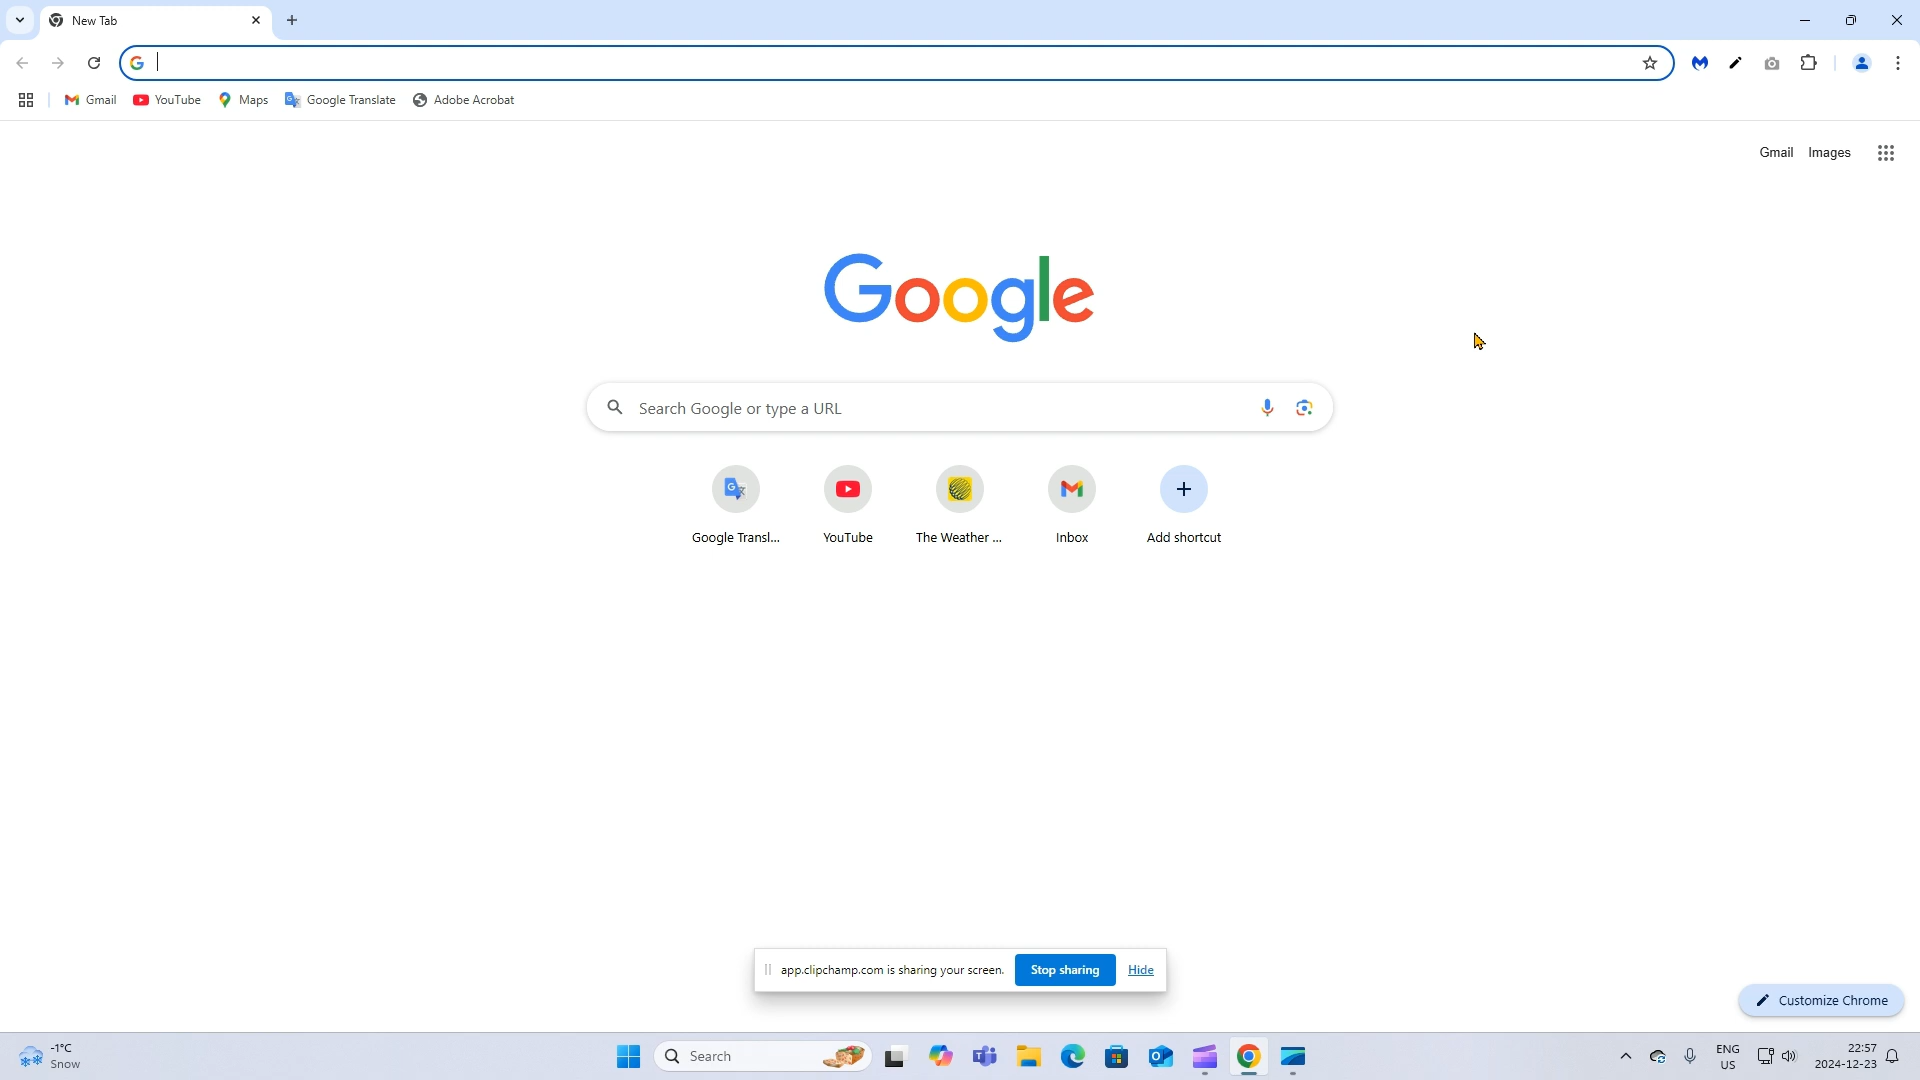 New Tab
Gmail
YouTube
Maps
Google Translate
Adobe Acrobat
Gmail Images
Google
Search Google or type a URL
Google Transl...
YouTube
The Weather ...
Inbox
Add shortcut
app.clipchamp.com is sharing your screen.
Stop sharing
Hide
Customize Chrome
-1°C
Snow
Search
ENG
US
22:57
2024-12-23